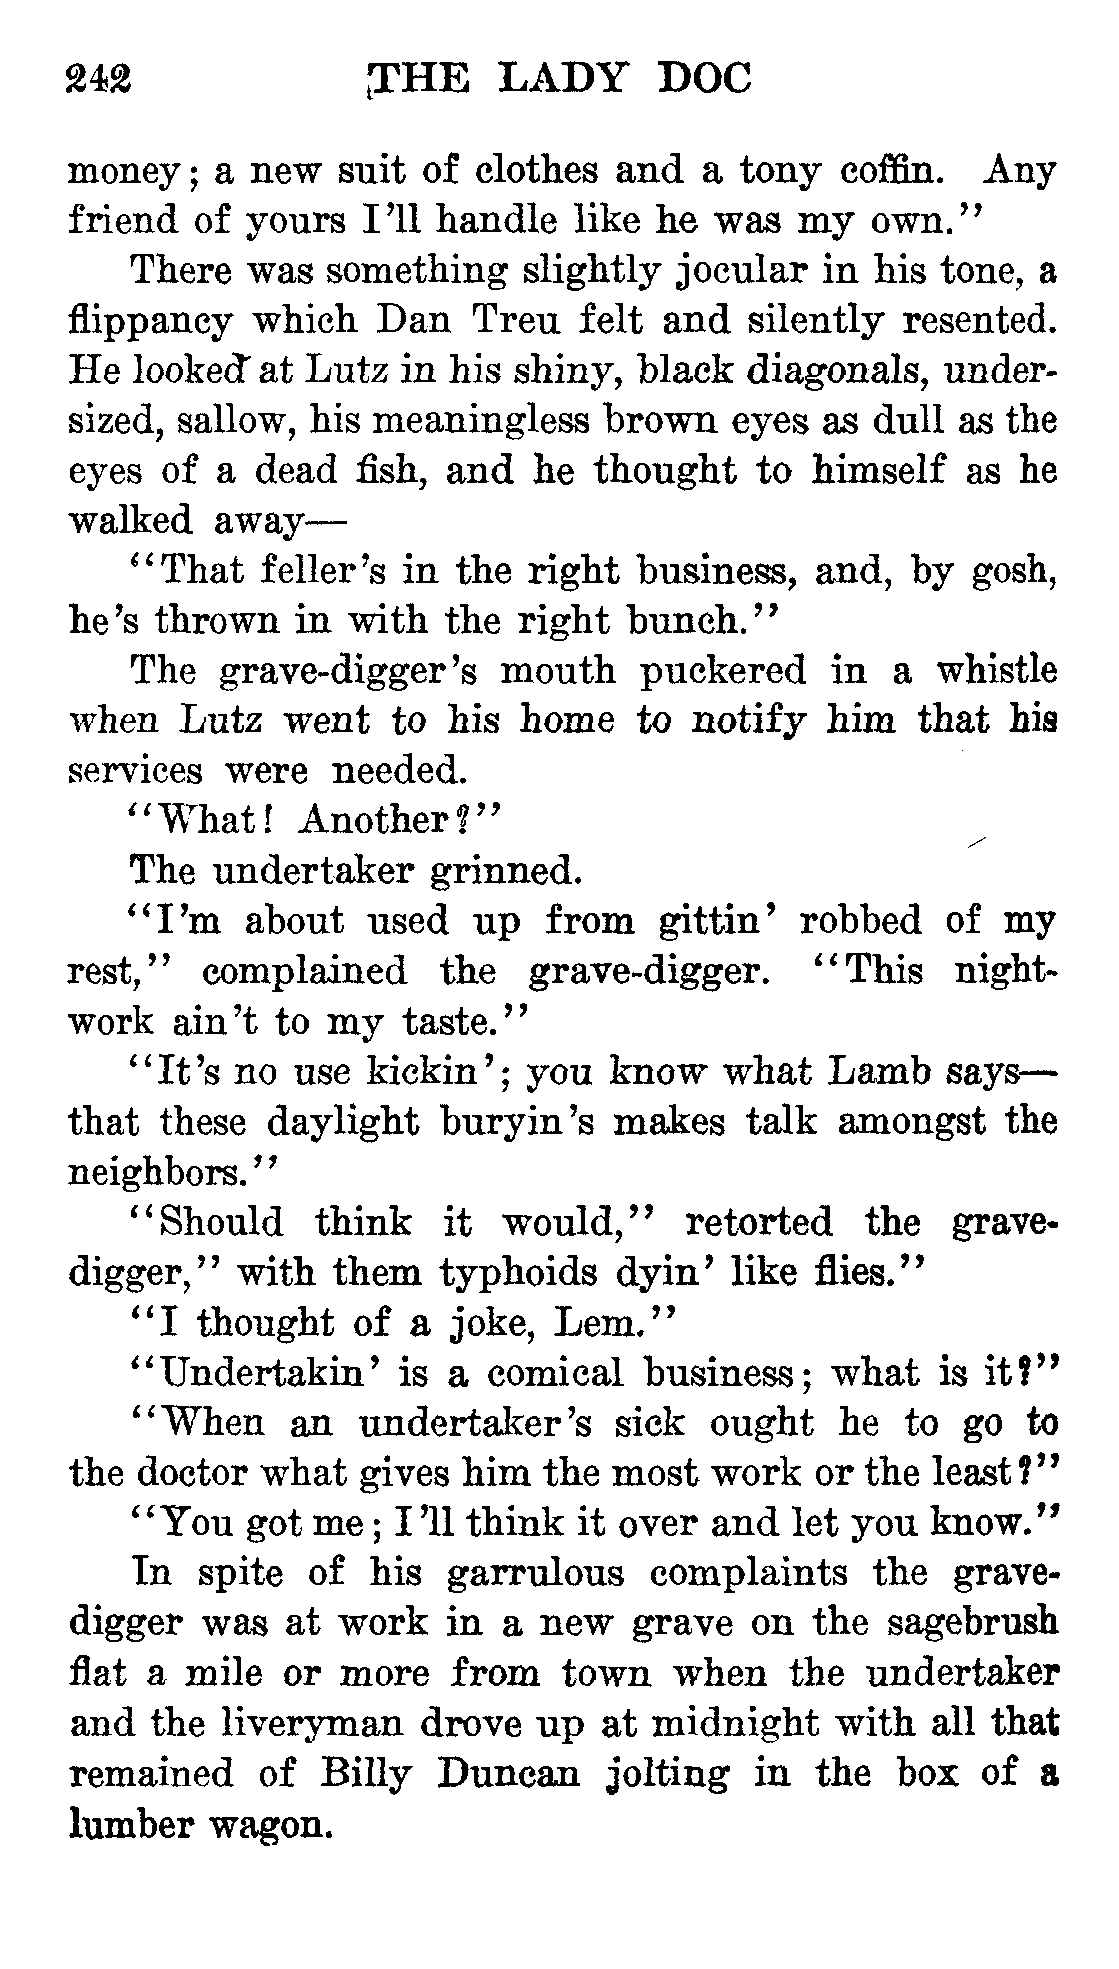 242 THE LADY DOC
money; a new suit of clothes and a tony coffin. Any
friend of yours I'll handle like he was my own."
There was something slightly jocular in his tone, a
flippancy which Dan Treu felt and silently resented.
He looked at Lutz in his shiny, black diagonals, under-
sized, sallow, his meaningless brown eyes as dull as the
eyes of a dead fish, and he thought to himself as he
walked away—
"That feller's in the right business, and, by gosh,
he's thrown in with the right bunch."
The grave-digger's mouth puckered in a whistle
when Lutz went to his home to notify him that his
services were needed.
"What! Another?"
The undertaker grinned.
"I'm about used up from gittin' robbed of my
rest," complained the grave-digger. "This night-
work ain't to my taste."
"It's no use kickin'; you know what Lamb says—
that these daylight buryin's makes talk amongst the
neighbors."
"Should think it would," retorted the grave-
digger," with them typhoids dyin' like flies."
"I thought of a joke, Lem."
"Undertakin' is a comical business; what is it?"
"When an undertaker's sick ought he to go to
the doctor what gives him the most work or the least?"
"You got me; I'll think it over and let you know."
In spite of his garrulous complaints the grave-
digger was at work in a new grave on the sagebrush
flat a mile or more from town when the undertaker
and the liveryman drove up at midnight with all that
remained of Billy Duncan jolting in the box of a
lumber wagon.